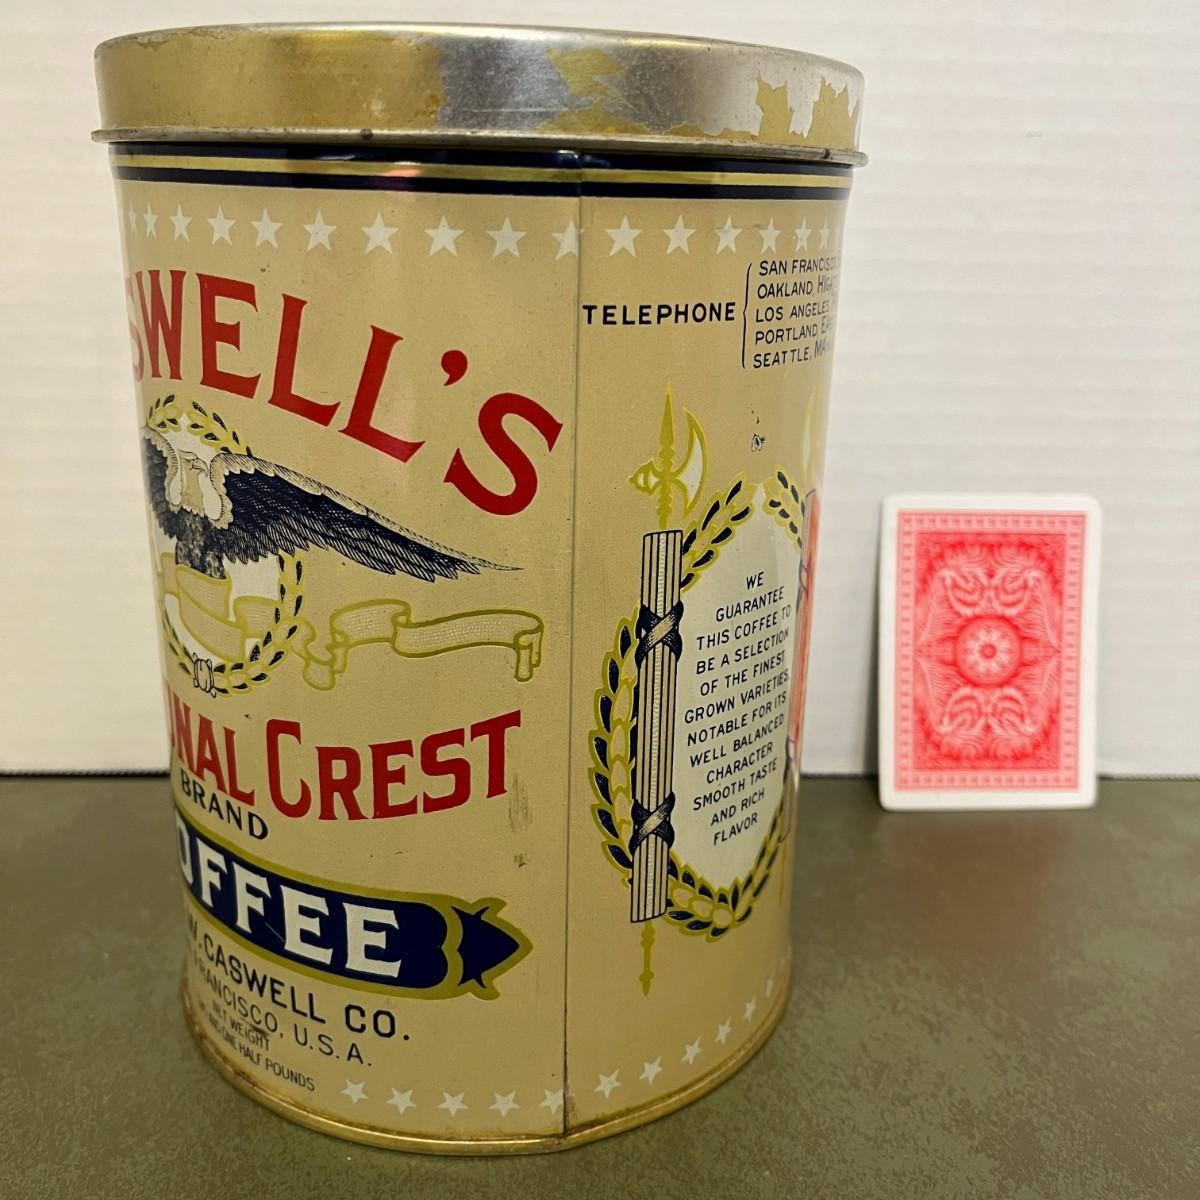 SWELL'S
NAL CREST
BRAND
OFFEE
W. CASWELL CO.
FRANCISCO, U.S.A.
NET WEIGHT
ONE HALF POUNDS
TELEPHONE
SAN FRANCISCO
OAKLAND,
LOS ANGELES
PORTLAND,
SEATTLE,
WE
GUARANTEE
THIS COFFEE TO
BE A SELECTION
OF THE FINEST
GROWN VARIETIES.
NOTABLE FOR ITS
WELL BALANCED
CHARACTER
SMOOTH TASTE
AND RICH
FLAVOR